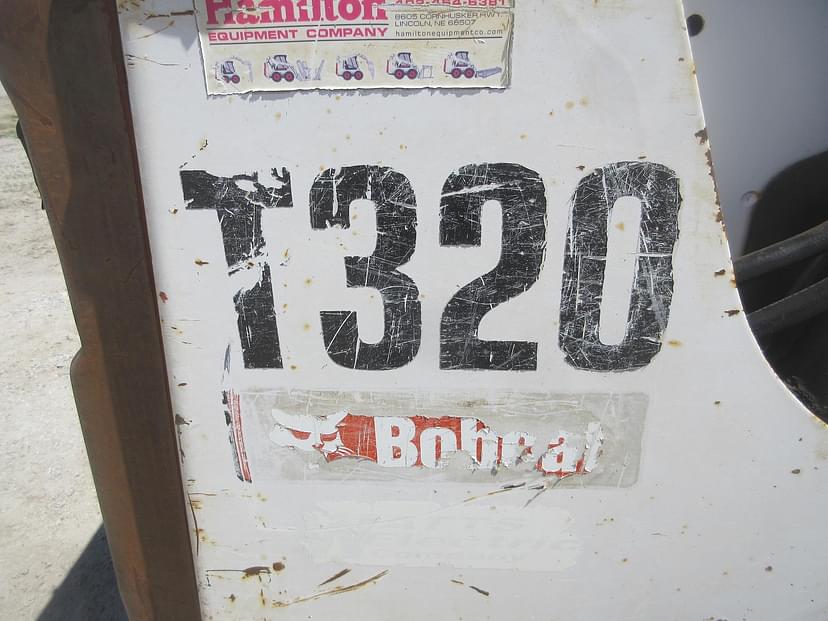 Hamilton
EQUIPMENT COMPANY
8605 CORNHUSKER HWY.
LINCOLN, NE 68507
hamiltonequipmentco.com
T320
Bobcat